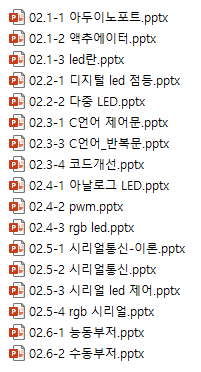 02.1-1 아두이노포트.pptx
02.1-2 액추에이터.pptx
02.1-3 led란.pptx
02.2-1 디지털 led 점등.pptx
02.2-2 다중 LED.pptx
02.3-1 C언어 제어문.pptx
02.3-3 C언어_반복문.pptx
02.3-4 코드개선.pptx
02.4-1 아날로그 LED.pptx
02.4-2 pwm.pptx
02.4-3 rgb led.pptx
02.5-1 시리얼통신-이론.pptx
02.5-2 시리얼통신.pptx
02.5-3 시리얼 led 제어.pptx
02.5-4 rgb 시리얼.pptx
02.6-1 능동부저.pptx
02.6-2 수동부저.pptx